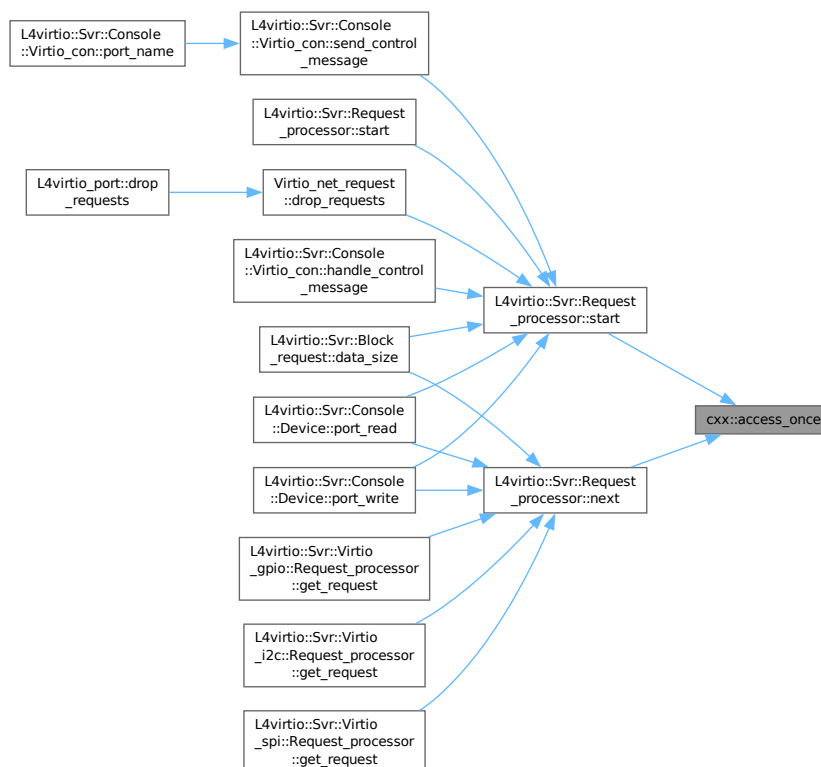 L4virtio::Svr::Console
::Virtio_con::port_name
L4virtio::Svr::Console
::Virtio_con::send_control
_message
L4virtio::Svr::Request
_processor::start
L4virtio_port::drop
_requests
Virtio_net_request
::drop_requests
L4virtio::Svr::Console
::Virtio_con::handle_control
_message
L4virtio::Svr::Block
_request::data_size
L4virtio::Svr::Console
::Device::port_read
L4virtio::Svr::Console
::Device::port_write
L4virtio::Svr::Virtio
_gpio::Request_processor
::get_request
L4virtio::Svr::Virtio
_i2c::Request_processor
::get_request
L4virtio::Svr::Virtio
_spi::Request_processor
::get_request
L4virtio::Svr::Request
_processor::start
L4virtio::Svr::Request
_processor::next
cxx::access_once